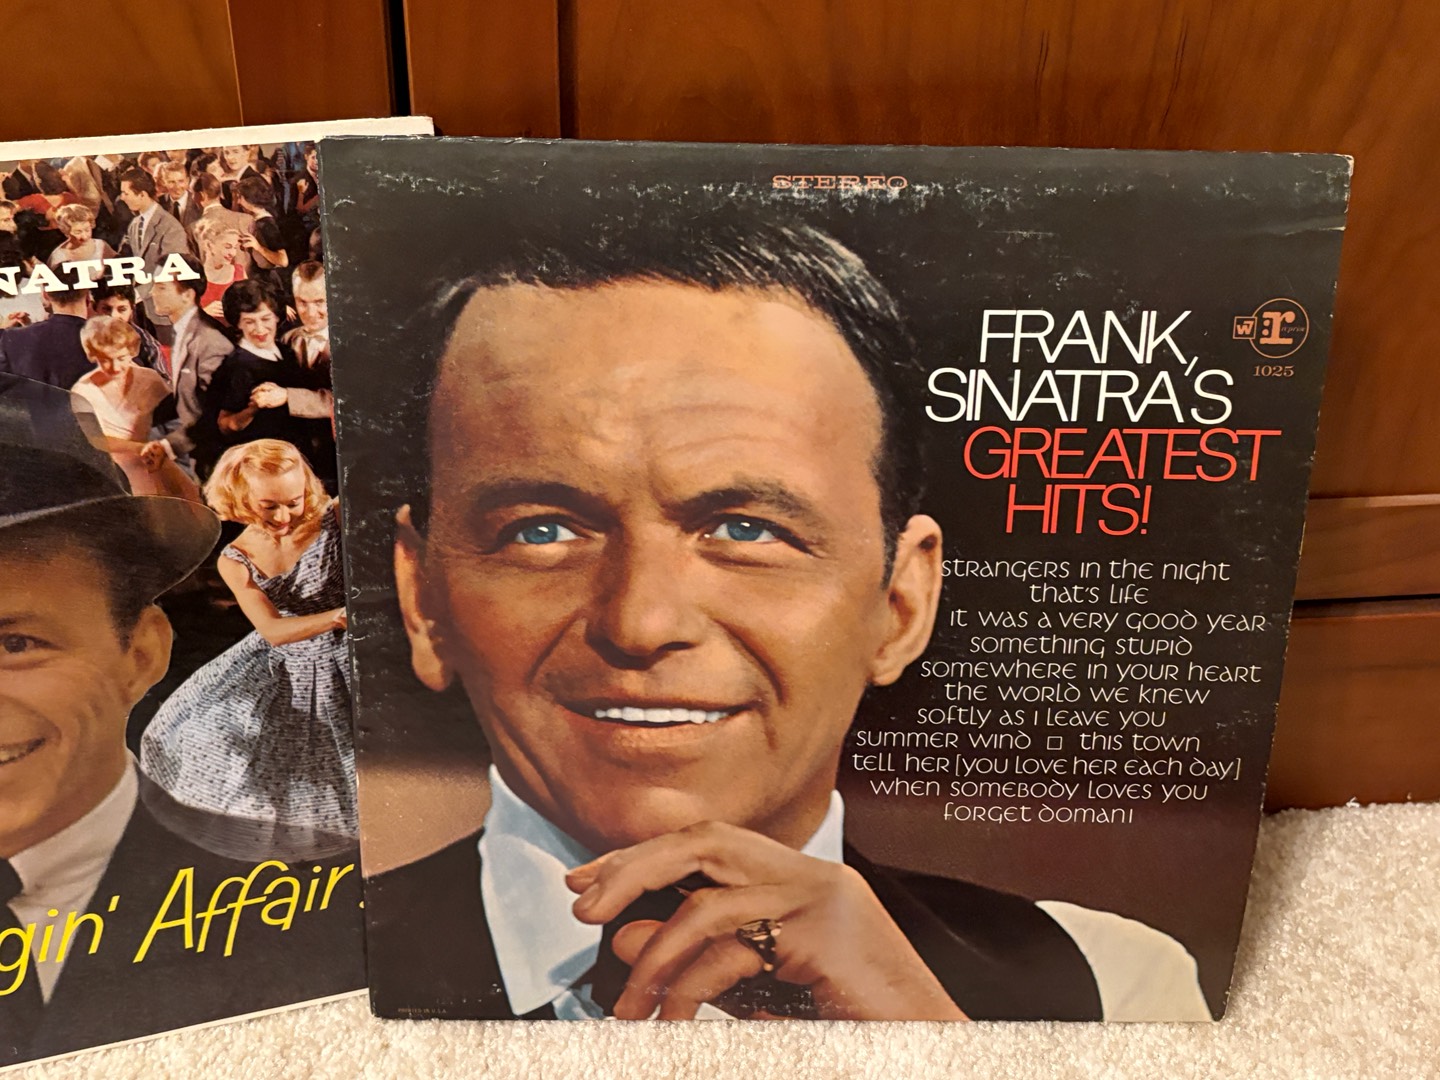 NATRA
gin' Affair
STEREO
FRANK,
SINATRA'S
GREATEST
HITS!
W
r
1025
STRANGERS IN THE NIGHT
THAT'S LIFE
IT WAS A VERY GOOD YEAR
SOMETHING STUPID
SOMEWHERE IN YOUR HEART
THE WORLD WE KNEW
SOFTLY AS I LEAVE YOU
SUMMER WIND □ THIS TOWN
TELL HER [YOU LOVE HER EACH DAY]
WHEN SOMEBODY LOVES YOU
FORGET DOMANI